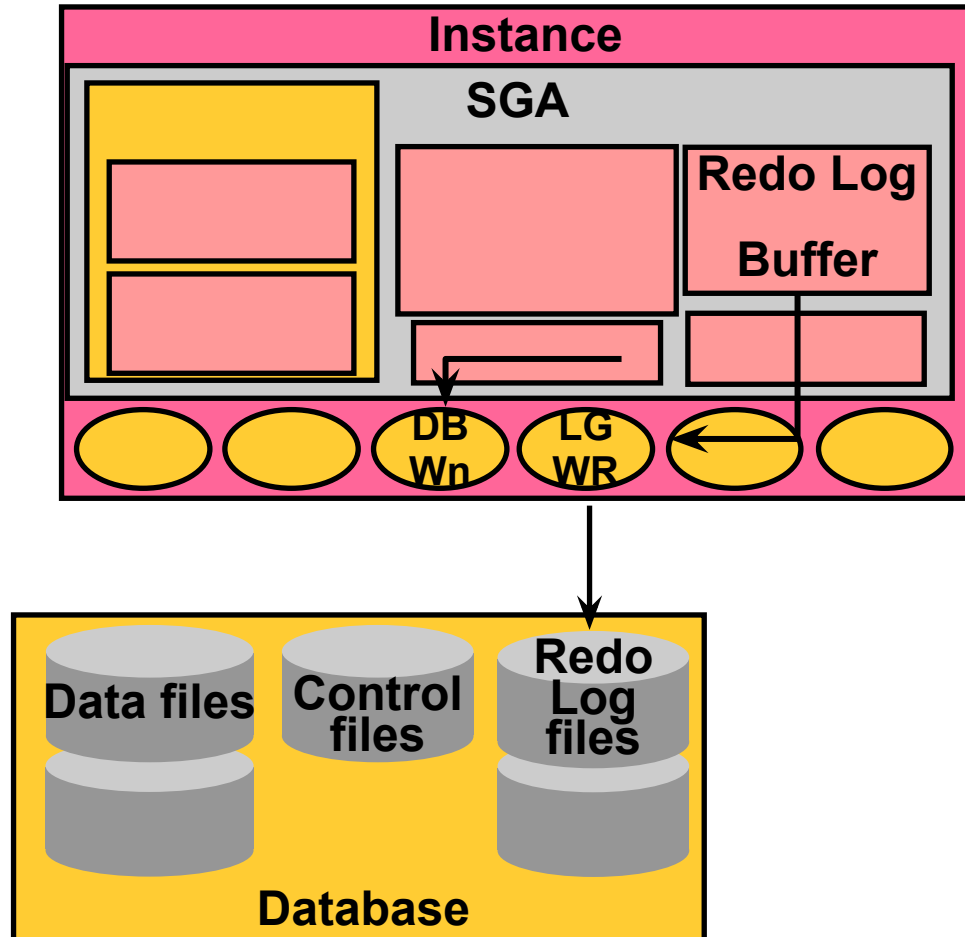 Instance
SGA
Redo Log
Buffer
DB
Wn
LG
WR
Data files
Control
files
Redo
Log
files
Database